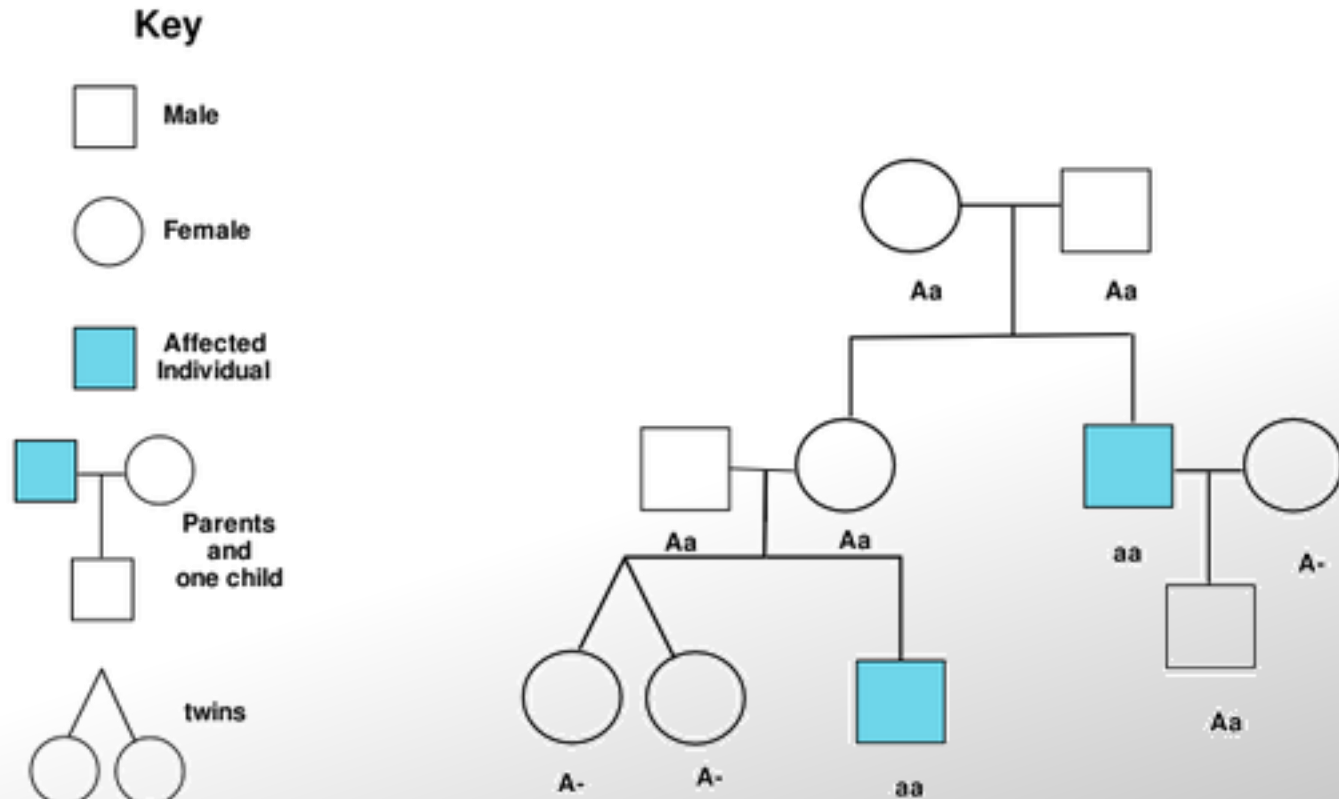 Key
Male
Female
Affected
Individual
Parents
and
one child
twins
Aa
Aa
Aa
Aa
aa
A-
Aa
A-
A-
aa